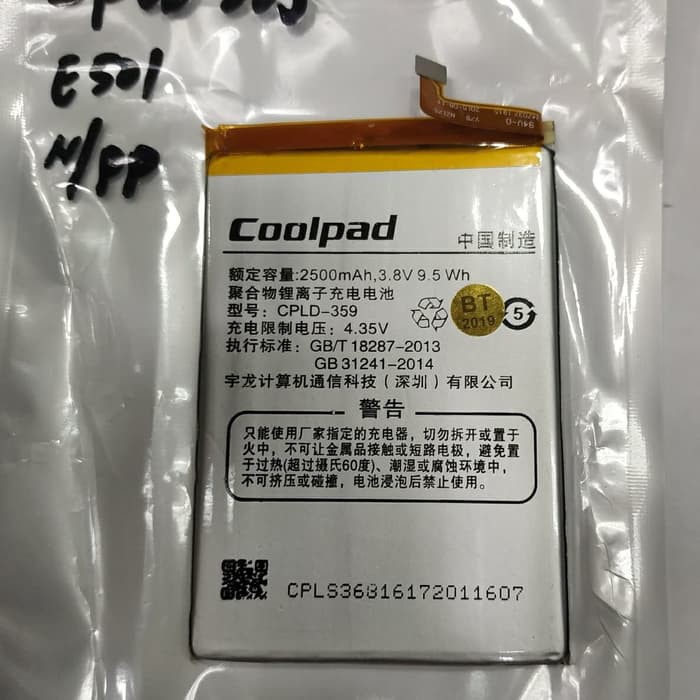 E501
N/PP
94V-0
Coolpad
中国制造
额定容量:2500mAh,3.8V 9.5 Wh
聚合物锂离子充电电池
型号: CPLD-359
充电限制电压: 4.35V
执行标准: GB/T 18287-2013
GB 31241-2014
BT
2019
5
宇龙计算机通信科技(深圳)有限公司
警告
只能使用厂家指定的充电器，切勿拆开或置于
火中，不可让金属品接触或短路电极，避免置
于过热(超过摄氏60度)、潮湿或腐蚀环境中，
不可挤压或碰撞，电池浸泡后禁止使用。
CPLS36816172011607